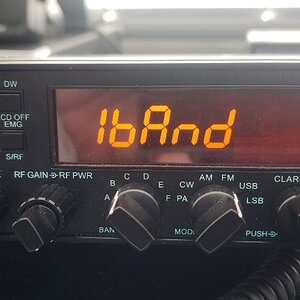 DW
1bAnd
CD OFF
EMG
S/RF
RF GAIN RF PWR
B C D E
A F
BAN
CW AM FM USB
PA LSB
MOD
CLAR
PUSH